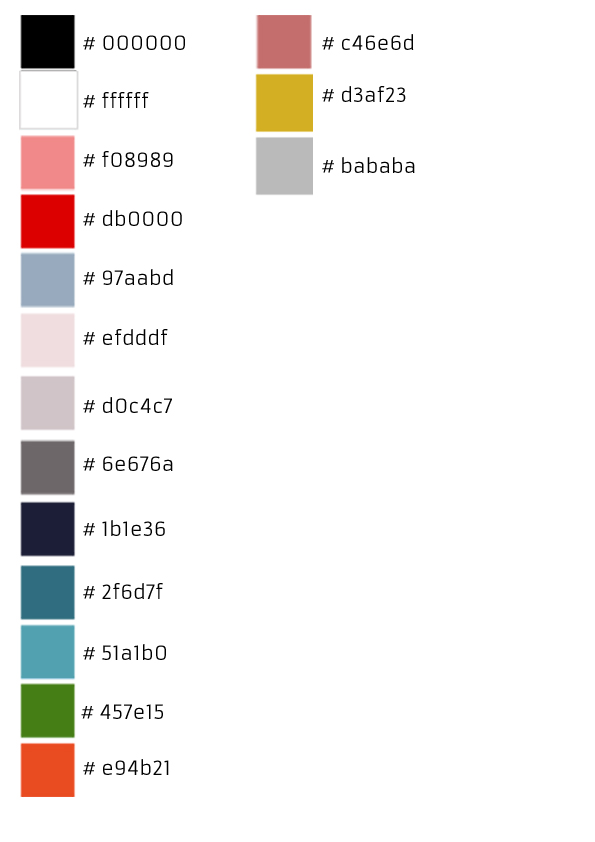 # 000000
# ffffff
# f08989
# db0000
# 97aabd
# efdddf
# d0c4c7
# 6e676a
# 1b1e36
# 2f6d7f
# 51a1b0
# 457e15
# e94b21
# c46e6d
# d3af23
# bababa